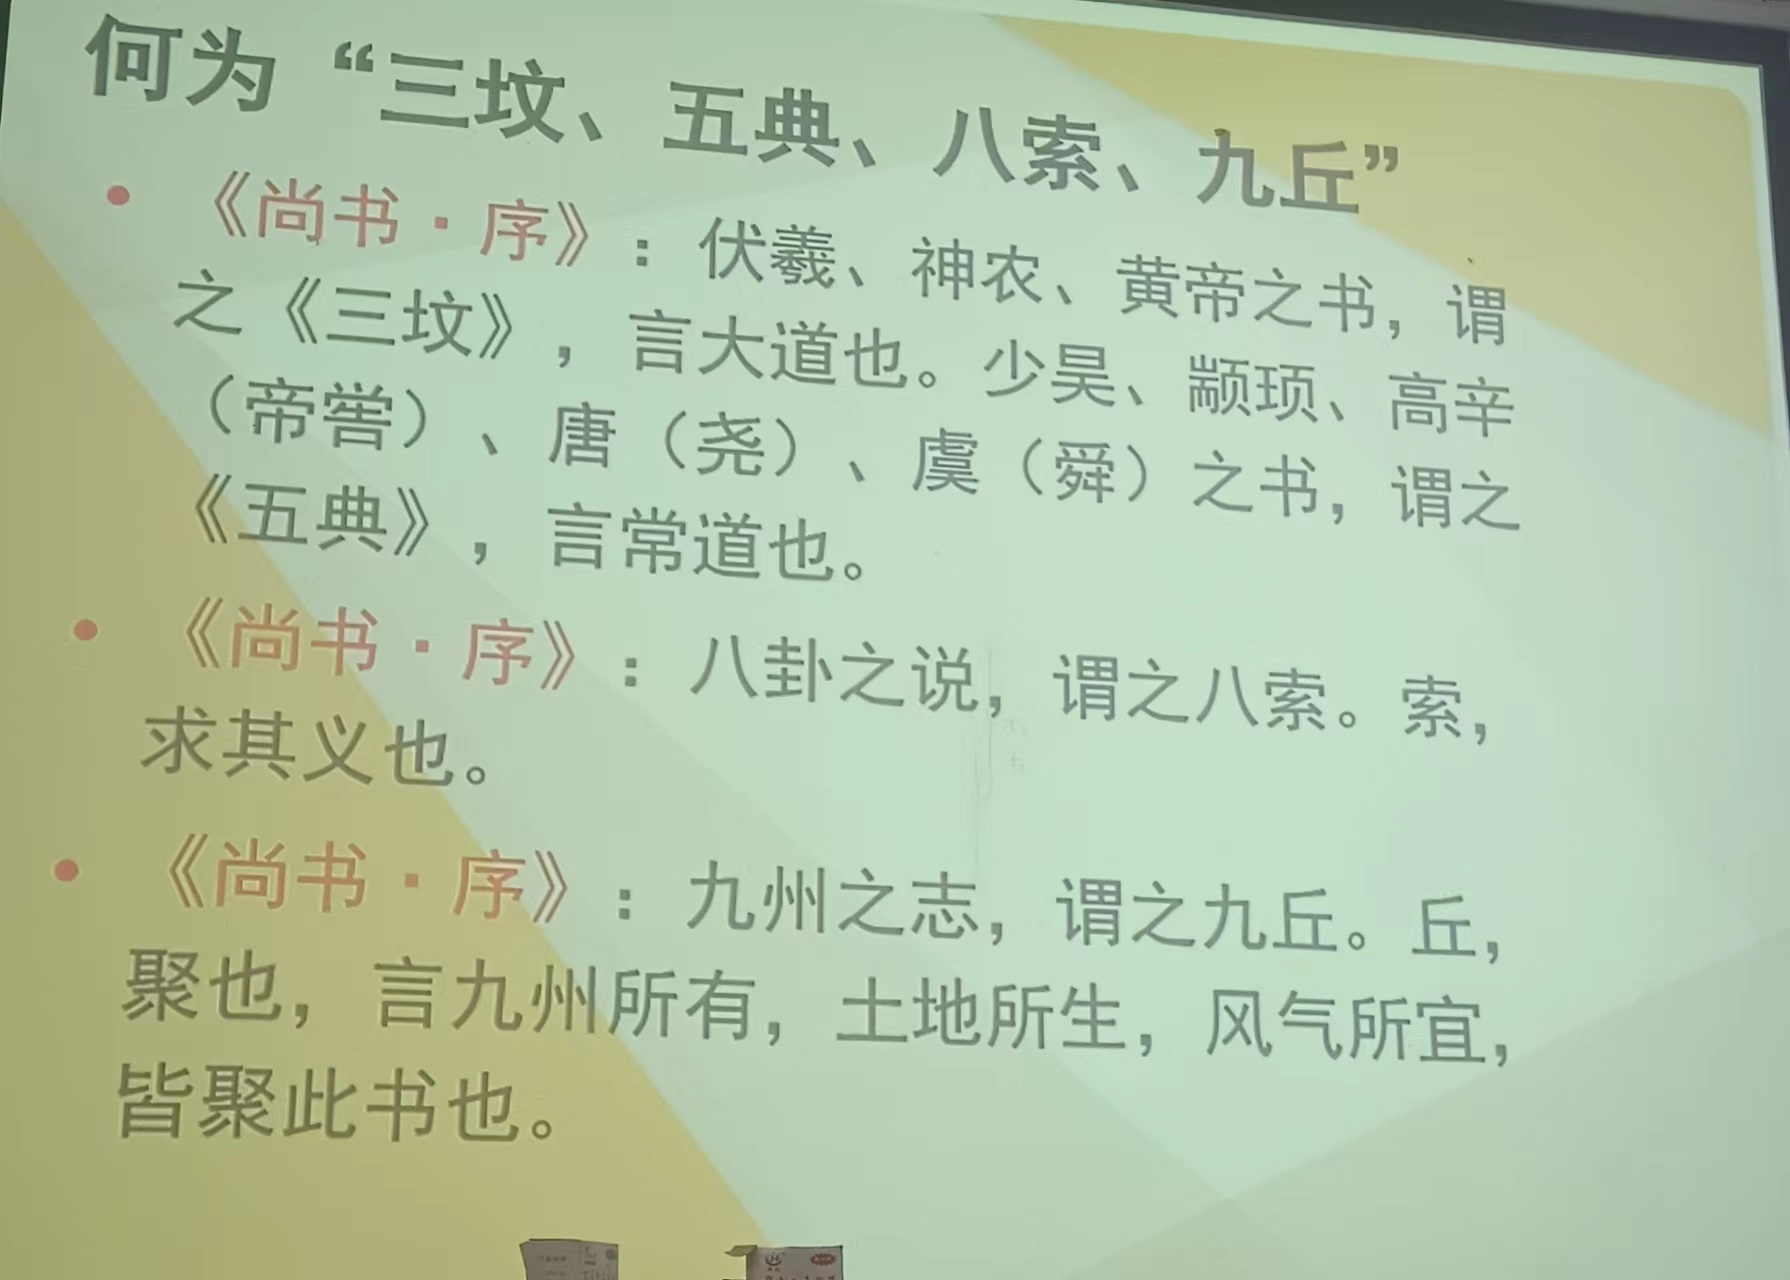 何为“三坟、五典、八索、九丘”
• 《尚书·序》：伏羲、神农、黄帝之书，谓
之《三坟》，言大道也。少昊、颛顼、高辛
（帝喾）、唐（尧）、虞（舜）之书，谓之
《五典》，言常道也。
• 《尚书·序》：八卦之说，谓之八索。索，
求其义也。
• 《尚书·序》：九州之志，谓之九丘。丘，
聚也，言九州所有，土地所生，风气所宜，
皆聚此书也。